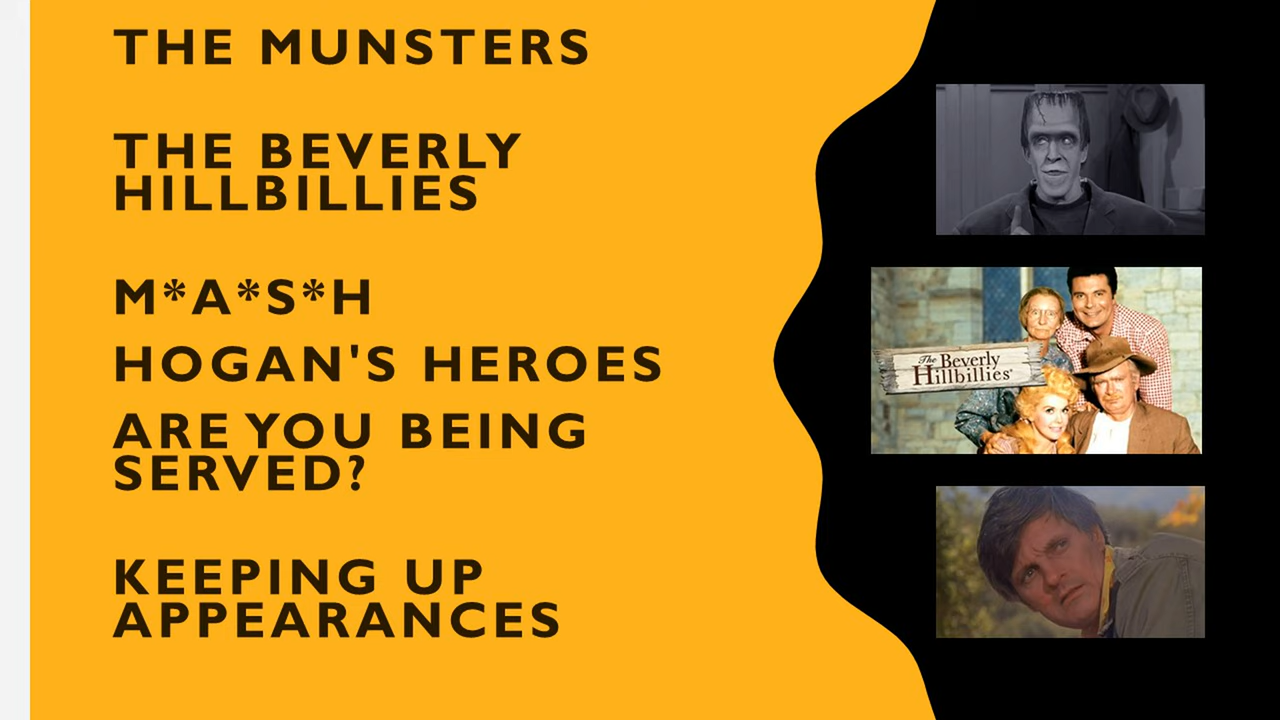 THE MUNSTERS
THE BEVERLY
HILLBILLIES
M*A*S*H
HOGAN'S HEROES
ARE YOU BEING
SERVED?
KEEPING UP
APPEARANCES
The Beverly
Hillbillies